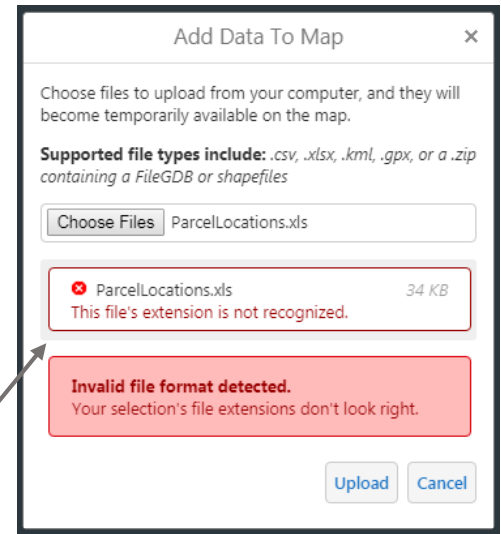 Add Data To Map ×
Choose files to upload from your computer, and they will
become temporarily available on the map.
Supported file types include: .csv, .xlsx, .kml, .gpx, or a .zip
containing a FileGDB or shapefiles
Choose Files ParcelLocations.xls
ParcelLocations.xls 34 KB
This file's extension is not recognized.
Invalid file format detected.
Your selection's file extensions don't look right.
Upload Cancel